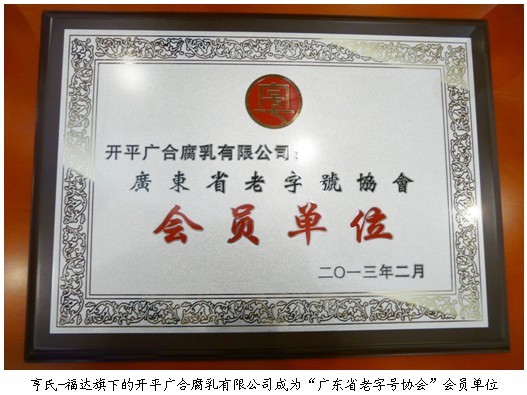 开平广合腐乳有限公司:
廣東省老字號協會
会员单位
二〇一三年二月
亨氏-福达旗下的开平广合腐乳有限公司成为“广东省老字号协会”会员单位